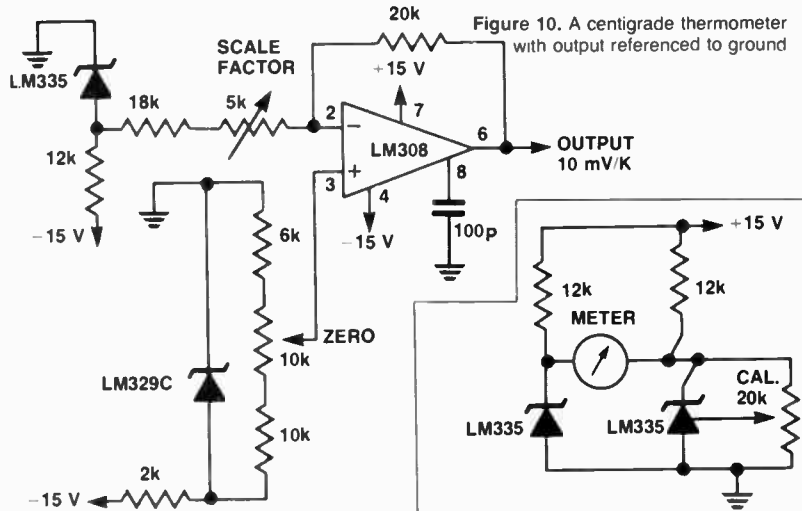 Figure 10. A centigrade thermometer
with output referenced to ground
20k
SCALE
FACTOR
+15 V
LM335
18k
5k
2
7
LM308
6
OUTPUT
10 mV/K
12k
3
4
8
-15 V
-15 V
100p
6k
ZERO
10k
LM329C
10k
2k
-15 V
+15 V
12k
12k
METER
CAL.
20k
LM335
LM335